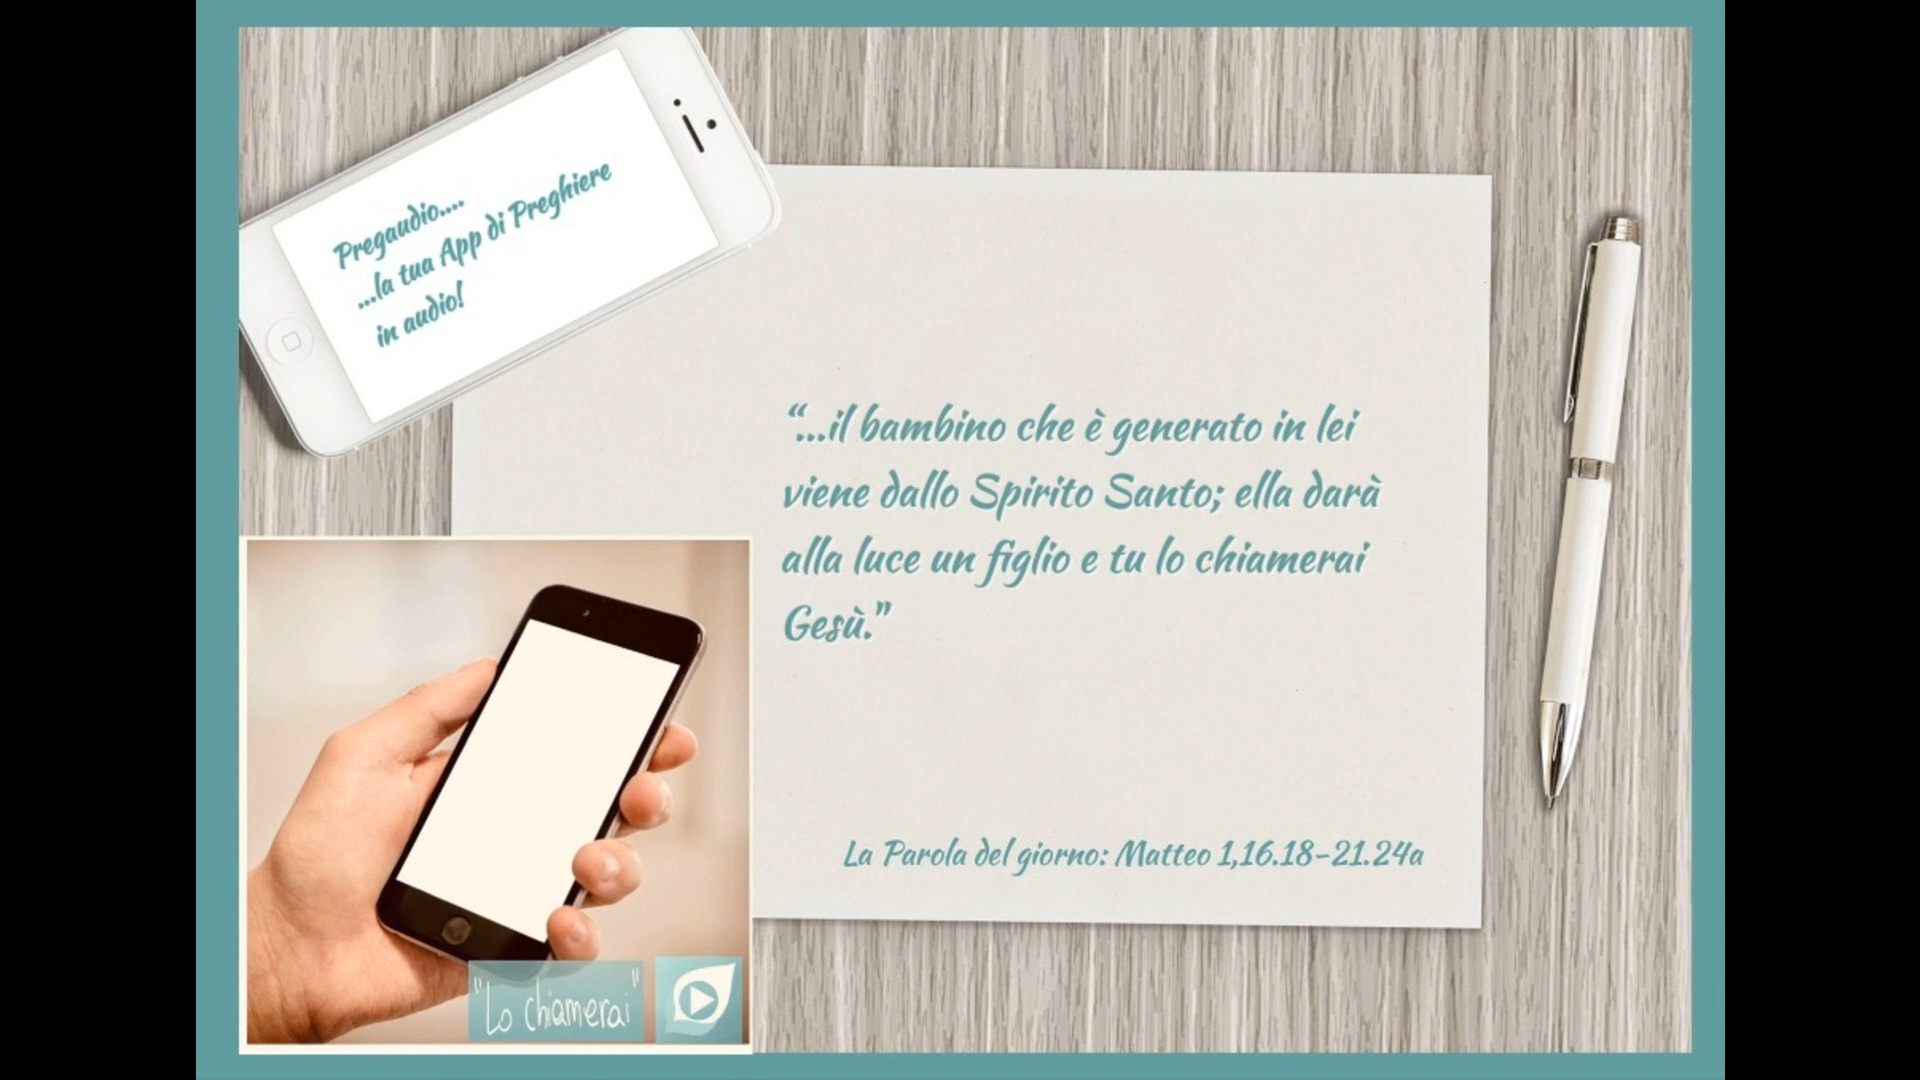 Pregaudio....
...la tua App di Preghiere
in audio!
“...il bambino che è generato in lei
viene dallo Spirito Santo; ella darà
alla luce un figlio e tu lo chiamerai
Gesù.”
La Parola del giorno: Matteo 1,16.18-21.24a
"Lo chiamerai"